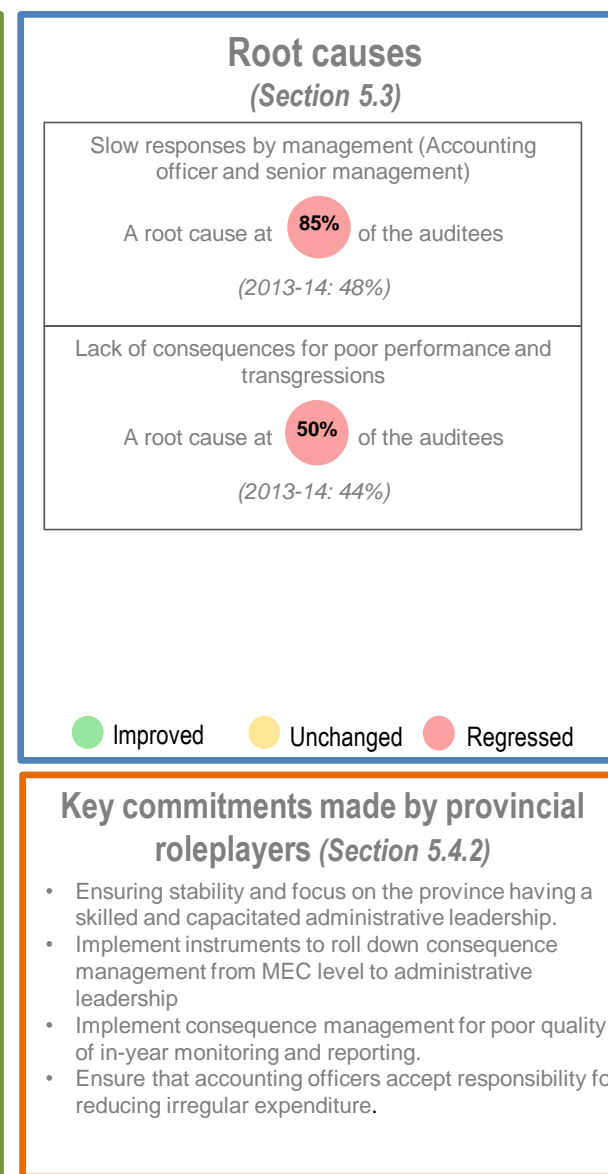 Root causes
(Section 5.3)
Slow responses by management (Accounting
officer and senior management)
A root cause at 85% of the auditees
(2013-14: 48%)
Lack of consequences for poor performance and
transgressions
A root cause at 50% of the auditees
(2013-14: 44%)
Improved Unchanged Regressed
Key commitments made by provincial
roleplayers (Section 5.4.2)
• Ensuring stability and focus on the province having a
skilled and capacitated administrative leadership.
• Implement instruments to roll down consequence
management from MEC level to administrative
leadership
• Implement consequence management for poor quality
of in-year monitoring and reporting.
• Ensure that accounting officers accept responsibility fo
reducing irregular expenditure.